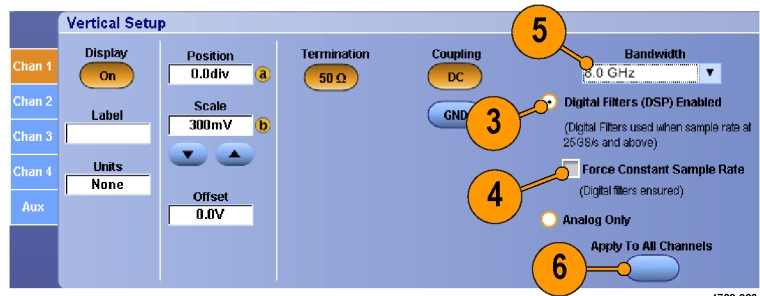 Vertical Setup
Chan 1
Chan 2
Chan 3
Chan 4
Aux
Display
On
Label
Units
None
Position
0.0div
a
Scale
300mV
b
Offset
0.0V
Termination
50 Ω
Coupling
DC
GND
5
Bandwidth
8.0 GHz
3
Digital Filters (DSP) Enabled
(Digital Filters used when sample rate at
25GS/s and above)
4
Force Constant Sample Rate
(Digital filters ensured)
Analog Only
Apply To All Channels
6